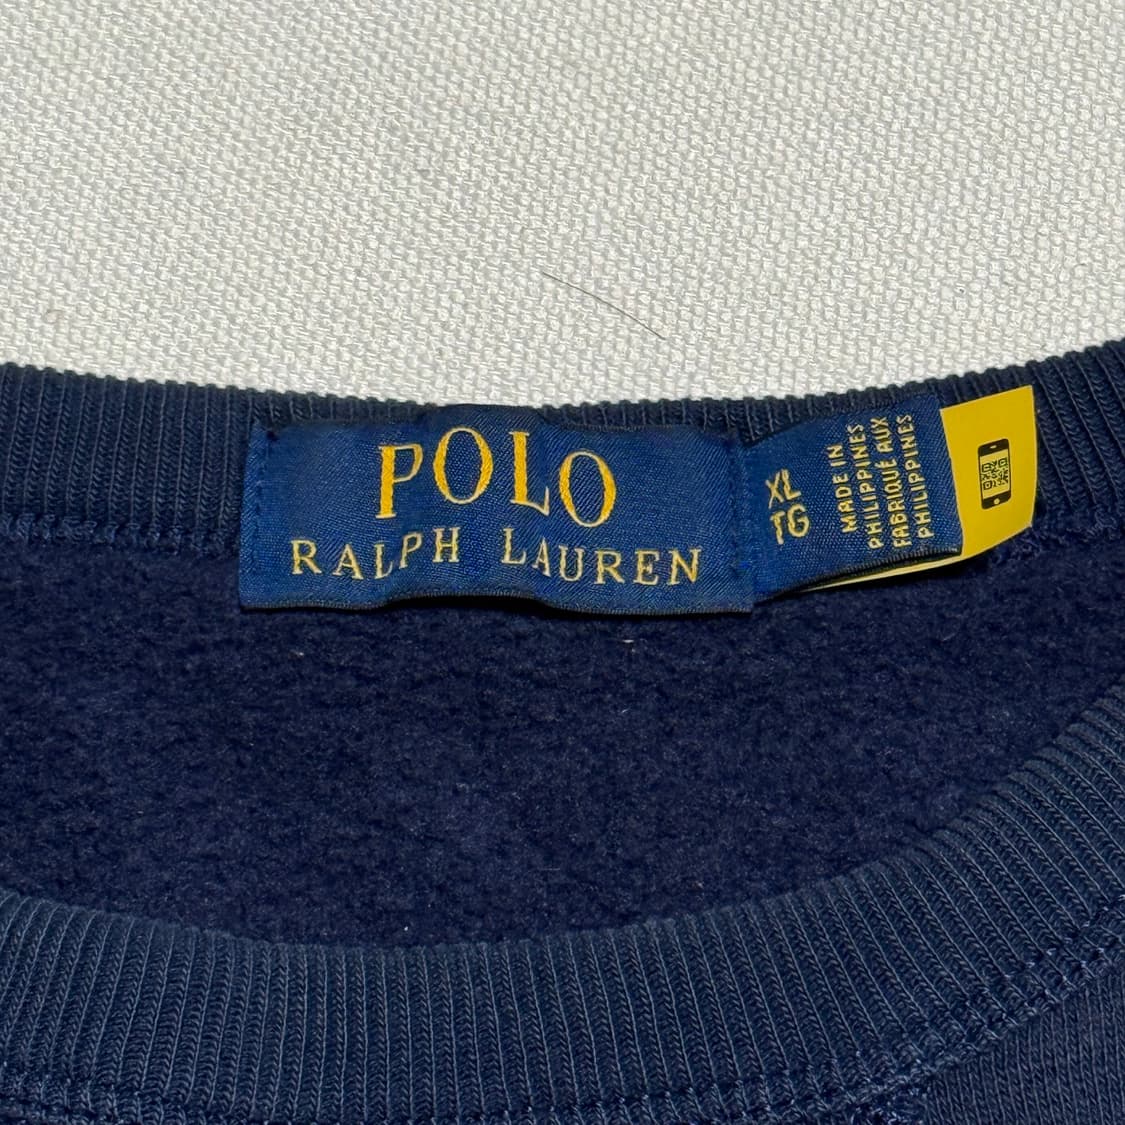 POLO
RALPH LAUREN
XL
TG
MADE IN
PHILIPPINES
FABRIQUÉ AUX
PHILIPPINES